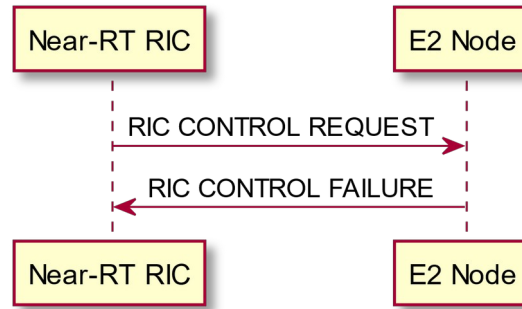 Near-RT RIC
E2 Node
RIC CONTROL REQUEST
RIC CONTROL FAILURE
Near-RT RIC
E2 Node